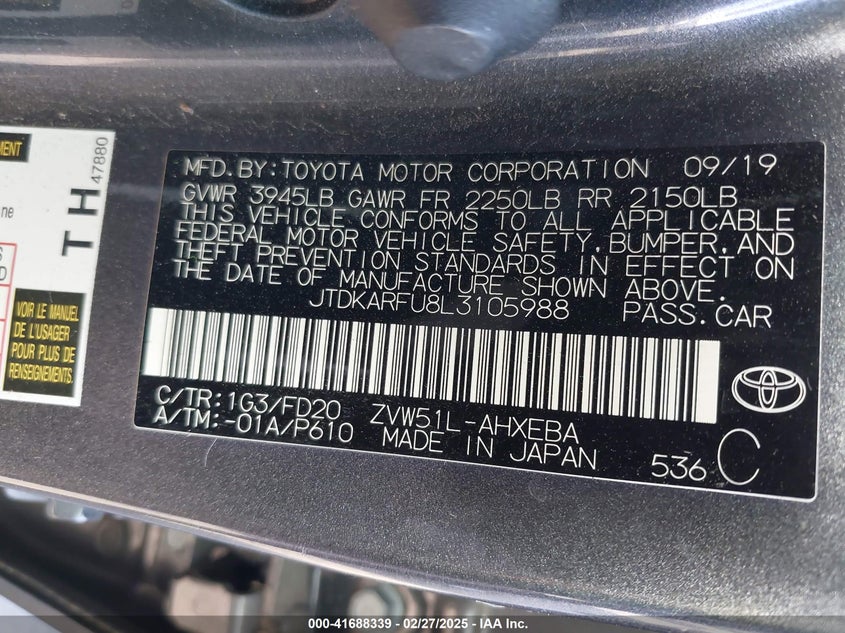 MENT
ne
S
D
TH
47880
VOIR LE MANUEL
DE L'USAGER
POUR PLUS DE
RENSEIGNEMENTS.
MFD.BY:TOYOTA MOTOR CORPORATION 09/19
GVWR 3945LB GAWR FR 2250LB RR 2150LB
THIS VEHICLE CONFORMS TO ALL APPLICABLE
FEDERAL MOTOR VEHICLE SAFETY,BUMPER,AND
THEFT PREVENTION STANDARDS IN EFFECT ON
THE DATE OF MANUFACTURE SHOWN ABOVE.
JTDKARFU8L3105988 PASS.CAR
C/TR:1G3/FD20 ZVW51L-AHXEBA
A/TM:-01A/P610 MADE IN JAPAN
536 C
000-41688339 - 02/27/2025 - IAA Inc.